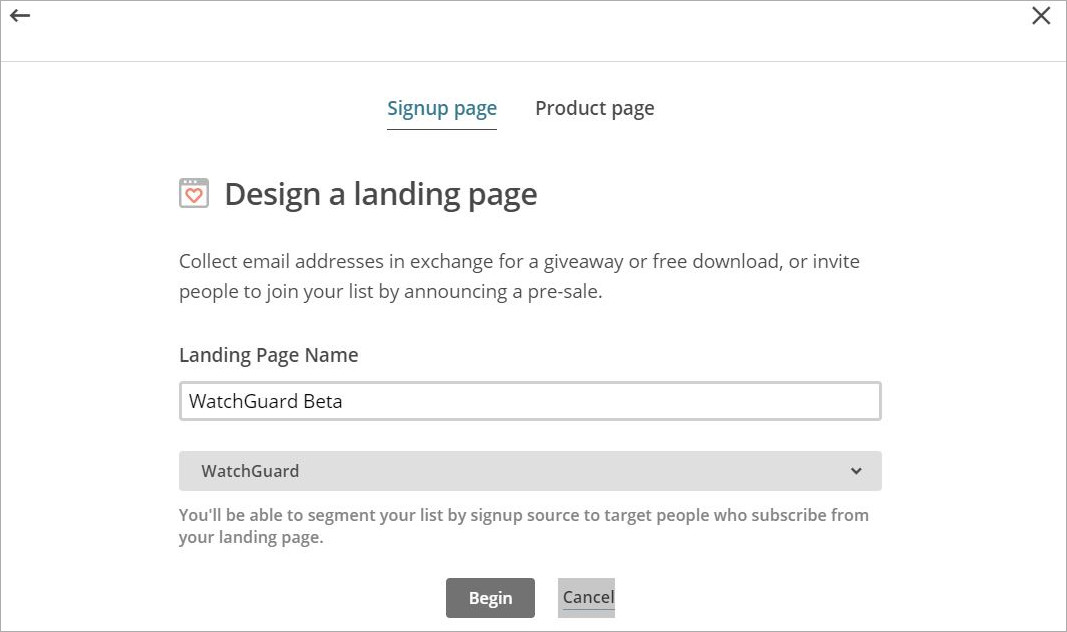 Signup page Product page
Design a landing page
Collect email addresses in exchange for a giveaway or free download, or invite
people to join your list by announcing a pre-sale.
Landing Page Name
WatchGuard Beta
WatchGuard
You'll be able to segment your list by signup source to target people who subscribe from
your landing page.
Begin Cancel